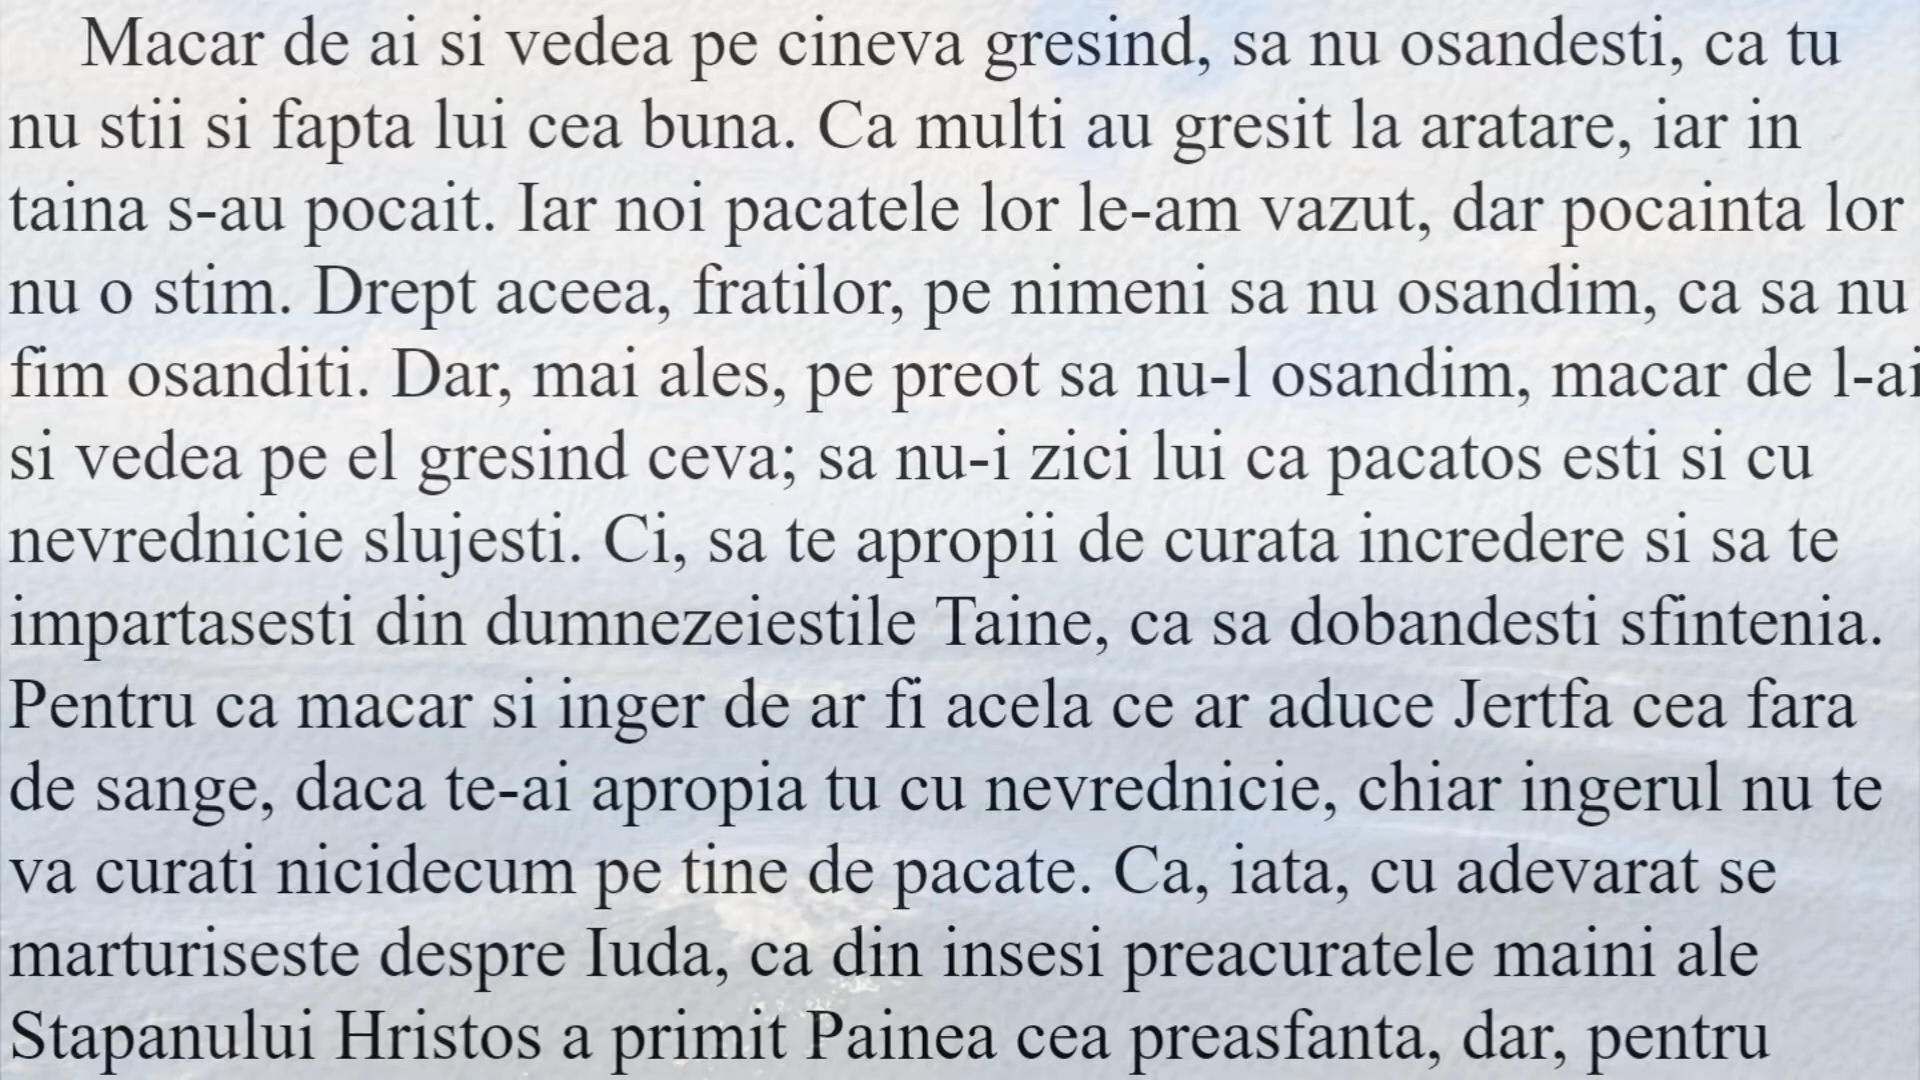 Macar de ai si vedea pe cineva gresind, sa nu osandesti, ca tu
nu stii si fapta lui cea buna. Ca multi au gresit la aratare, iar in
taina s-au pocait. Iar noi pacatele lor le-am vazut, dar pocainta lor
nu o stim. Drept aceea, fratilor, pe nimeni sa nu osandim, ca sa nu
fim osanditi. Dar, mai ales, pe preot sa nu-l osandim, macar de l-ai
si vedea pe el gresind ceva; sa nu-i zici lui ca pacatos esti si cu
nevrednicie slujesti. Ci, sa te apropii de curata incredere si sa te
impartasesti din dumnezeiestile Taine, ca sa dobandesti sfintenia.
Pentru ca macar si inger de ar fi acela ce ar aduce Jertfa cea fara
de sange, daca te-ai apropia tu cu nevrednicie, chiar ingerul nu te
va curati nicidecum pe tine de pacate. Ca, iata, cu adevarat se
marturiseste despre Iuda, ca din insesi preacuratele maini ale
Stapanului Hristos a primit Painea cea preasfanta, dar, pentru